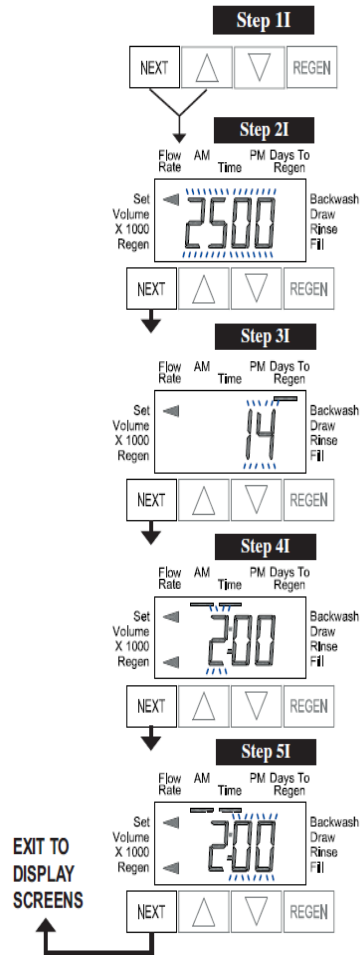 Step 1I
NEXT REGEN
Step 2I
Flow Rate AM Time PM Days To Regen
Set
Volume
X 1000
Regen
2500
Backwash
Draw
Rinse
Fill
NEXT REGEN
Step 3I
Flow Rate AM Time PM Days To Regen
Set
Volume
X 1000
Regen
14
Backwash
Draw
Rinse
Fill
NEXT REGEN
Step 4I
Flow Rate AM Time PM Days To Regen
Set
Volume
X 1000
Regen
2:00
Backwash
Draw
Rinse
Fill
NEXT REGEN
Step 5I
Flow Rate AM Time PM Days To Regen
Set
Volume
X 1000
Regen
2:00
Backwash
Draw
Rinse
Fill
EXIT TO
DISPLAY
SCREENS
NEXT REGEN